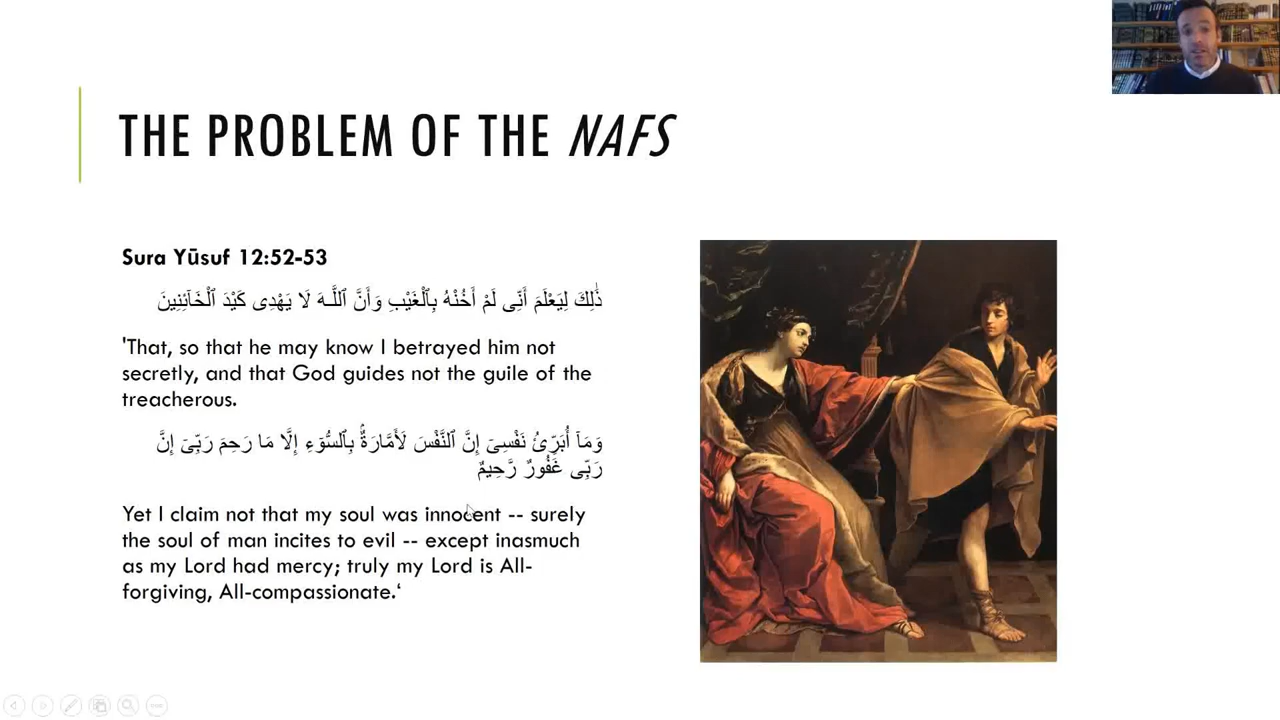 THE PROBLEM OF THE NAFS
Sura Yūsuf 12:52-53
ذَٰلِكَ لِيَعْلَمَ أَنِّى لَمْ أَخُنْهُ بِٱلْغَيْبِ وَأَنَّ ٱللَّـهَ لَا يَهْدِى كَيْدَ ٱلْخَآئِنِينَ
'That, so that he may know I betrayed him not
secretly, and that God guides not the guile of the
treacherous.
وَمَآ أُبَرِّئُ نَفْسِىٓ إِنَّ ٱلنَّفْسَ لَأَمَّارَةٌۢ بِٱلسُّوٓءِ إِلَّا مَا رَحِمَ رَبِّىٓ إِنَّ
رَبِّى غَفُورٌ رَّحِيمٌ
Yet I claim not that my soul was innocent -- surely
the soul of man incites to evil -- except inasmuch
as my Lord had mercy; truly my Lord is All-
forgiving, All-compassionate.‘